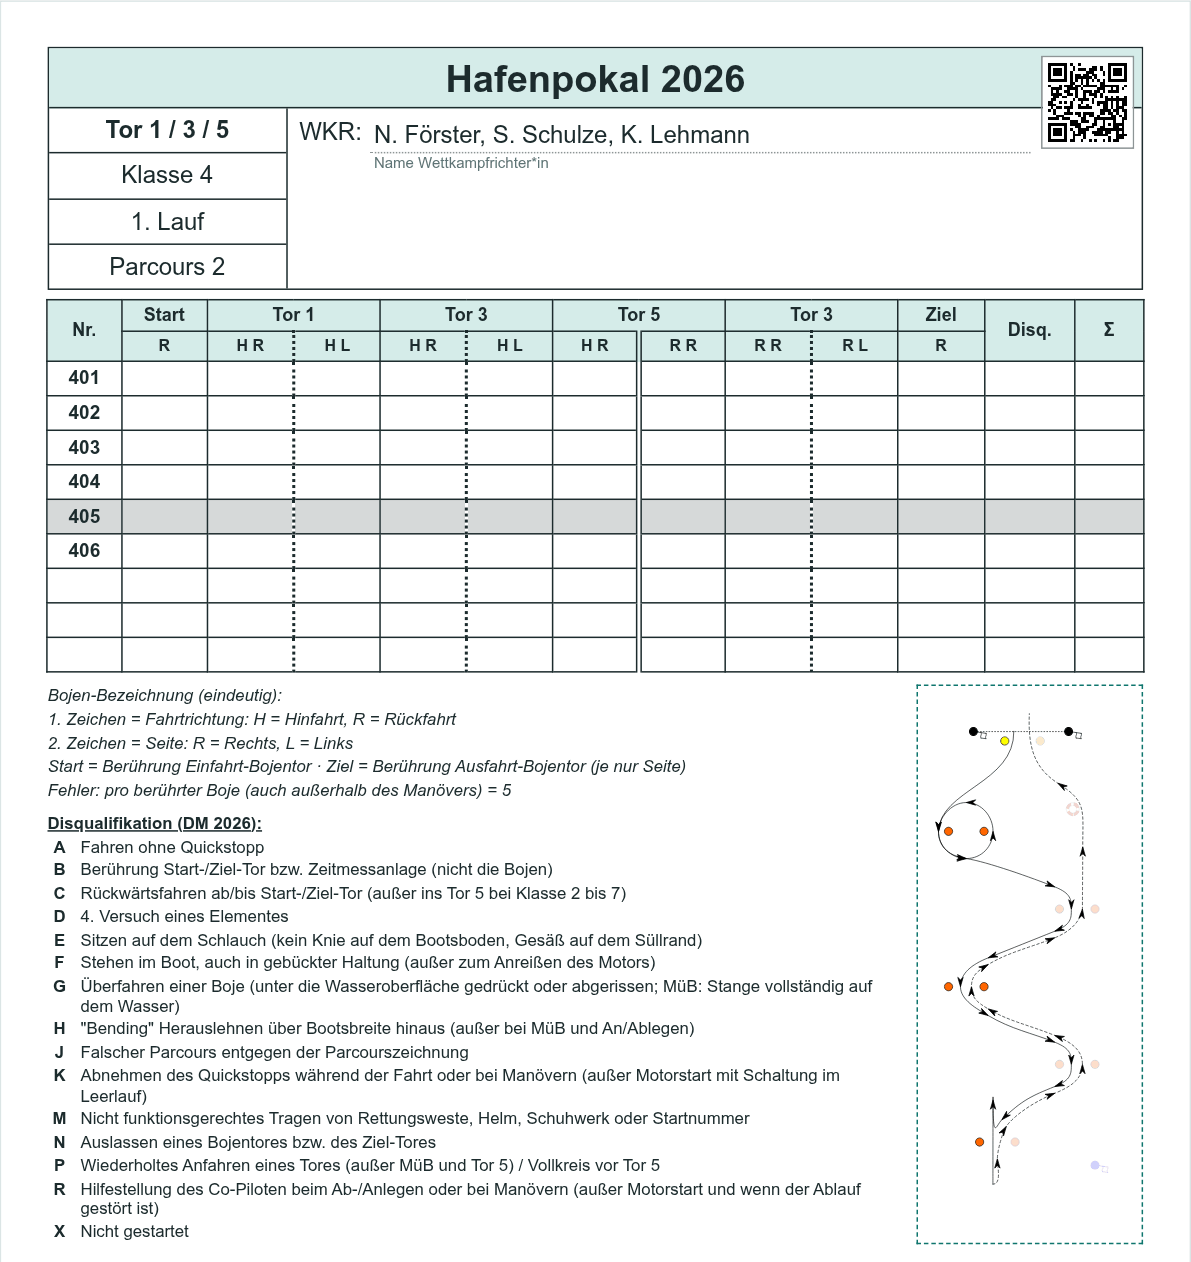 Hafenpokal 2026
Tor 1 / 3 / 5
WKR: N. Förster, S. Schulze, K. Lehmann
Name Wettkampfrichter*in
Klasse 4
1. Lauf
Parcours 2
Nr. Start Tor 1 Tor 3 Tor 5 Tor 3 Ziel Disq. Σ
R H R H L H R H L H R R R R R R L R
401
402
403
404
405
406
Bojen-Bezeichnung (eindeutig):
1. Zeichen = Fahrtrichtung: H = Hinfahrt, R = Rückfahrt
2. Zeichen = Seite: R = Rechts, L = Links
Start = Berührung Einfahrt-Bojentor · Ziel = Berührung Ausfahrt-Bojentor (je nur Seite)
Fehler: pro berührter Boje (auch außerhalb des Manövers) = 5
Disqualifikation (DM 2026):
A Fahren ohne Quickstopp
B Berührung Start-/Ziel-Tor bzw. Zeitmessanlage (nicht die Bojen)
C Rückwärtsfahren ab/bis Start-/Ziel-Tor (außer ins Tor 5 bei Klasse 2 bis 7)
D 4. Versuch eines Elementes
E Sitzen auf dem Schlauch (kein Knie auf dem Bootsboden, Gesäß auf dem Süllrand)
F Stehen im Boot, auch in gebückter Haltung (außer zum Anreißen des Motors)
G Überfahren einer Boje (unter die Wasseroberfläche gedrückt oder abgerissen; MüB: Stange vollständig auf
dem Wasser)
H "Bending" Herauslehnen über Bootsbreite hinaus (außer bei MüB und An/Ablegen)
J Falscher Parcours entgegen der Parcourszeichnung
K Abnehmen des Quickstopps während der Fahrt oder bei Manövern (außer Motorstart mit Schaltung im
Leerlauf)
M Nicht funktionsgerechtes Tragen von Rettungsweste, Helm, Schuhwerk oder Startnummer
N Auslassen eines Bojentores bzw. des Ziel-Tores
P Wiederholtes Anfahren eines Tores (außer MüB und Tor 5) / Vollkreis vor Tor 5
R Hilfestellung des Co-Piloten beim Ab-/Anlegen oder bei Manövern (außer Motorstart und wenn der Ablauf
gestört ist)
X Nicht gestartet